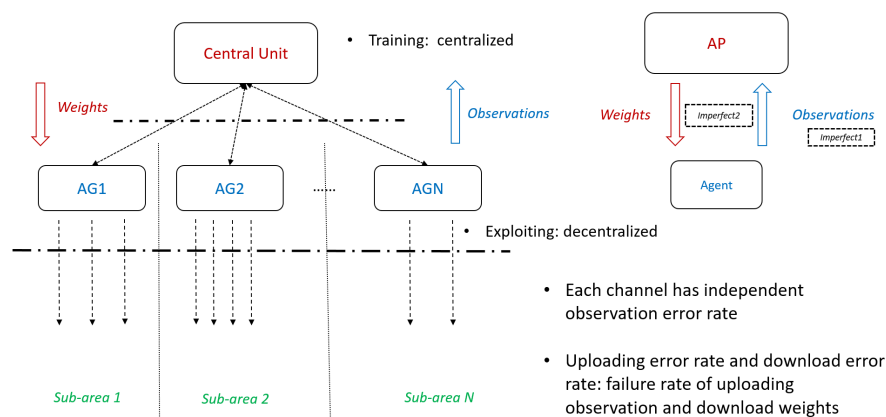 Central Unit
• Training: centralized
AP
Weights
Observations
Weights
Imperfect2
Observations
Imperfect1
AG1
AG2
......
AGN
Agent
• Exploiting: decentralized
• Each channel has independent
observation error rate
• Uploading error rate and download error
rate: failure rate of uploading
observation and download weights
Sub-area 1
Sub-area 2
Sub-area N